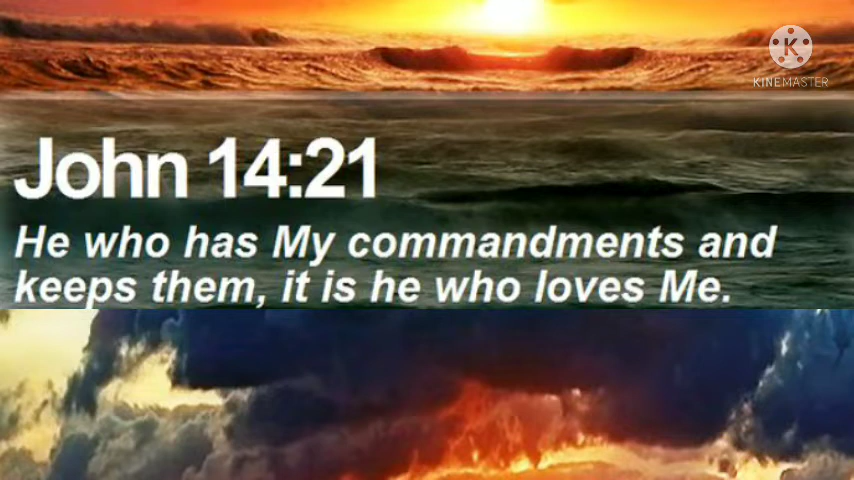 KINEMASTER
John 14:21
He who has My commandments and
keeps them, it is he who loves Me.